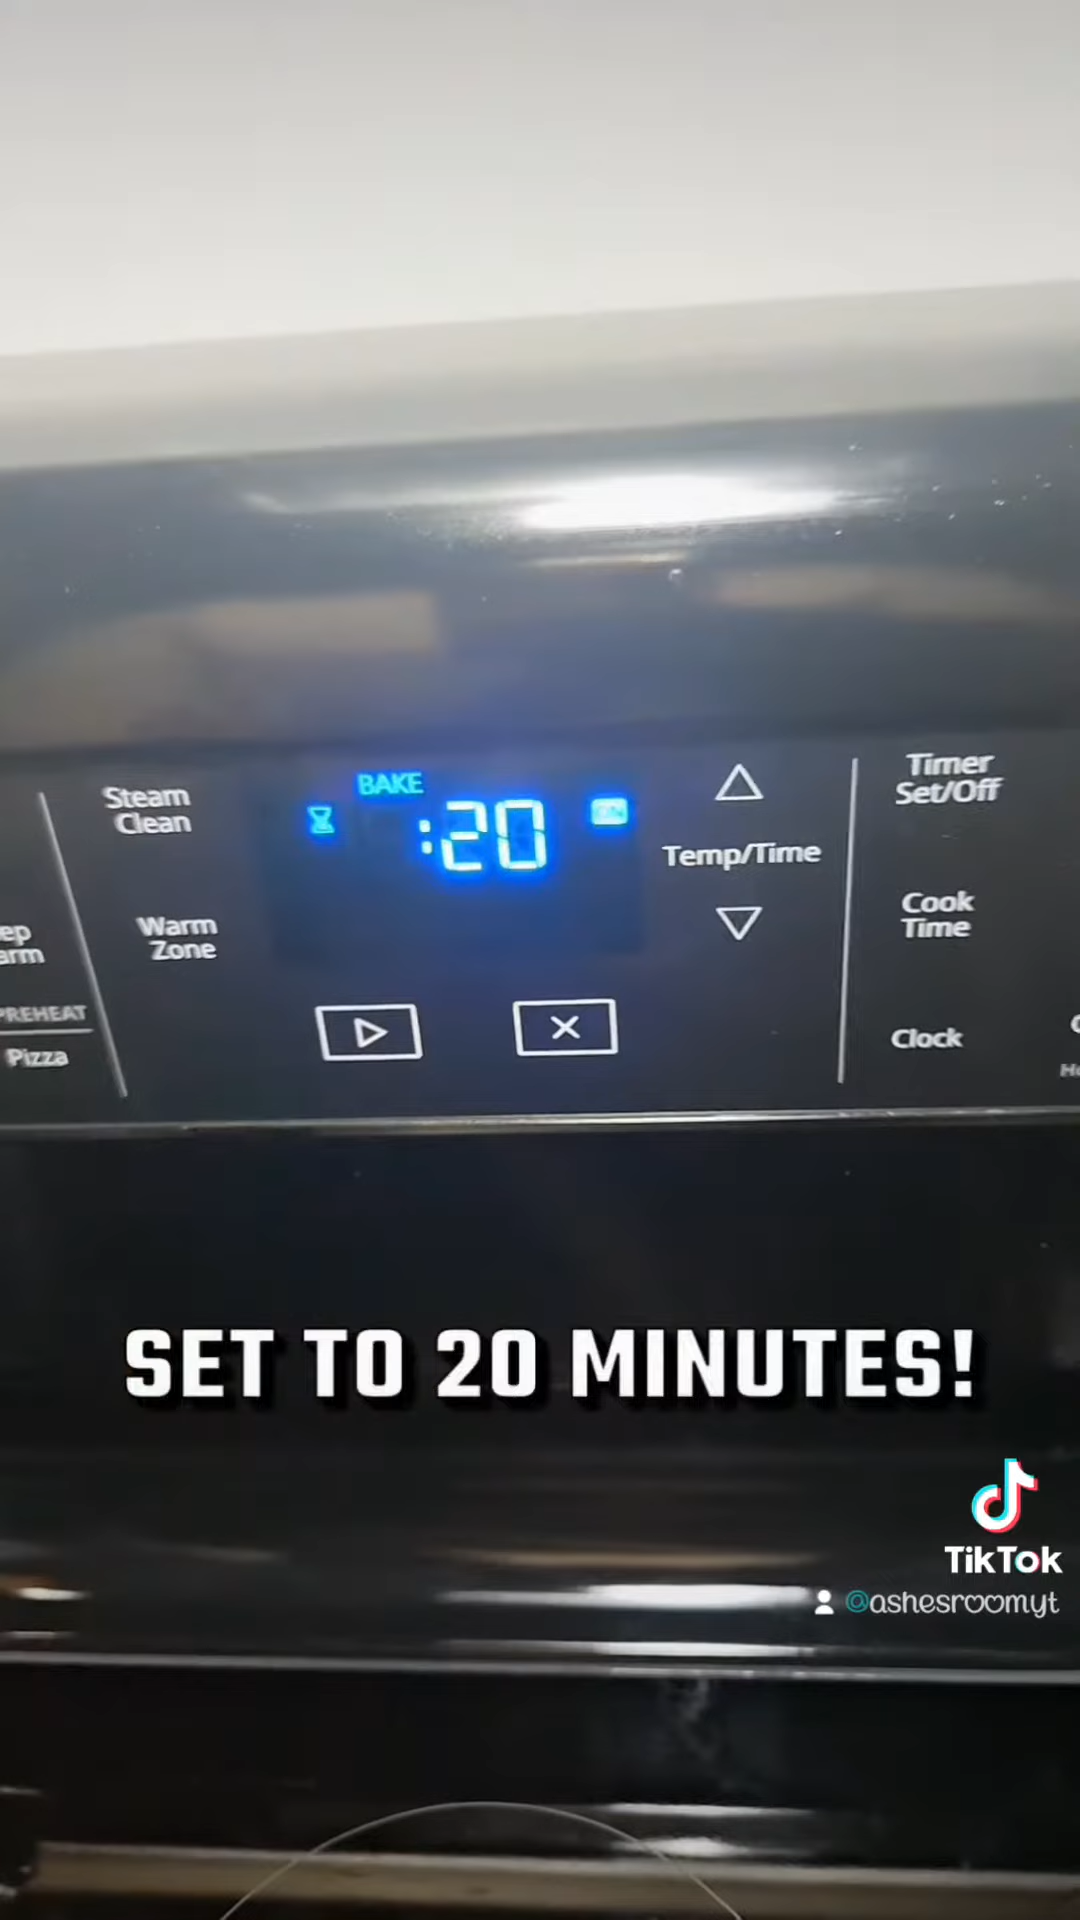 Steam
Clean
BAKE
:20
ON
Temp/Time
Timer
Set/Off
Warm
Zone
Cook
Time
PREHEAT
Pizza
Clock
SET TO 20 MINUTES!
TikTok
@ashesroomyt